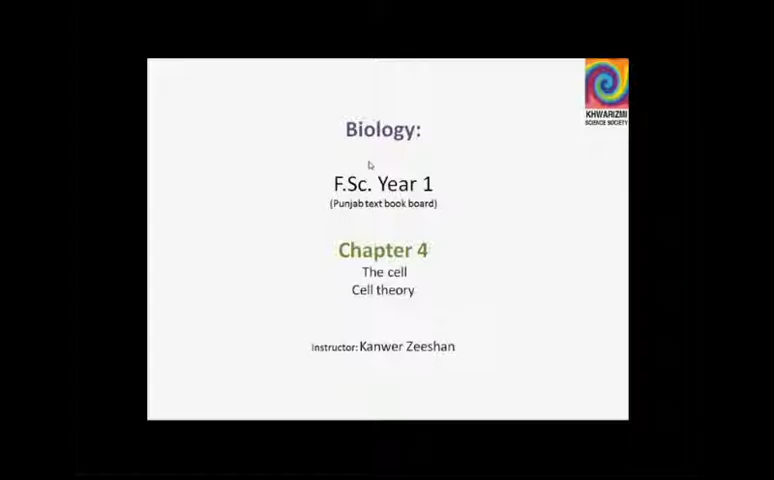 KHWARIZMI
SCIENCE SOCIETY
Biology:
F.Sc. Year 1
(Punjab text book board)
Chapter 4
The cell
Cell theory
Instructor: Kanwer Zeeshan